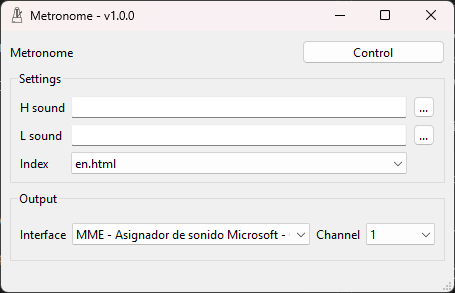 Metronome - v1.0.0
Metronome Control
Settings
H sound ...
L sound ...
Index en.html
Output
Interface MME - Asignador de sonido Microsoft - Channel 1